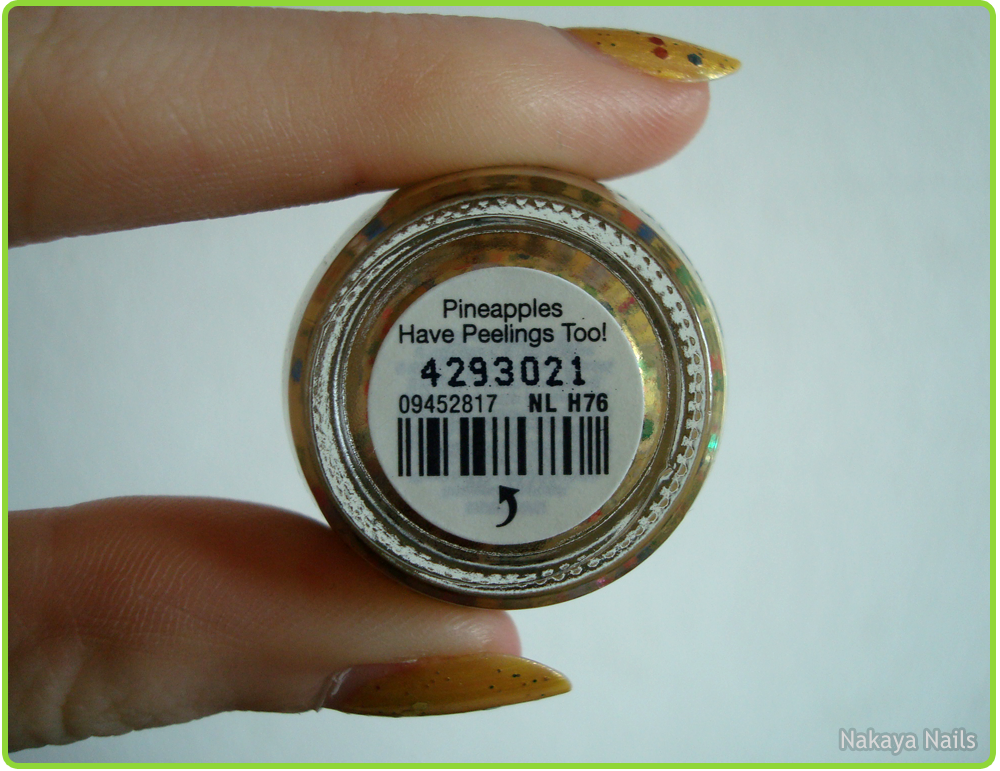 Pineapples
Have Peelings Too!
4293021
09452817 NL H76
Nakaya Nails